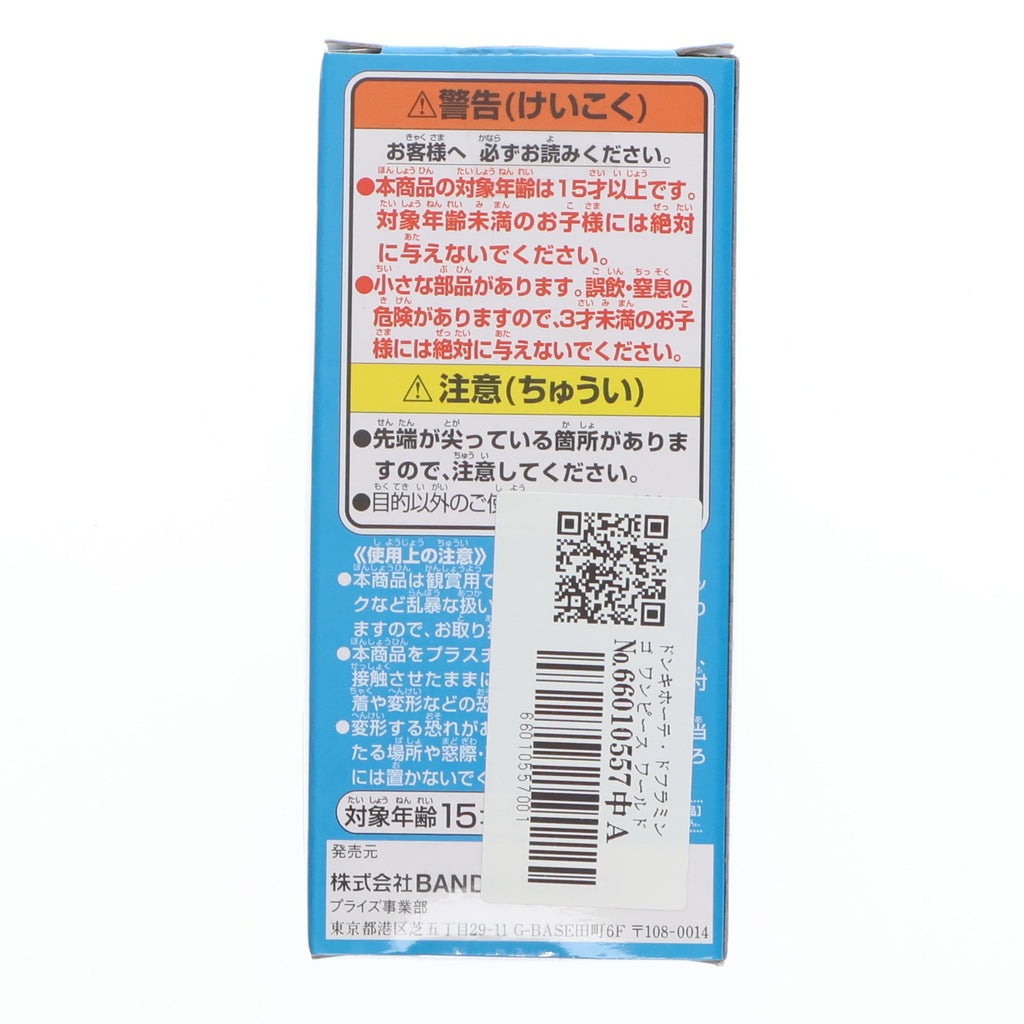 ⚠警告(けいこく)
お客様へ 必ずお読みください。
●本商品の対象年齢は15才以上です。
対象年齢未満のお子様には絶対
に与えないでください。
●小さな部品があります。誤飲・窒息の
危険がありますので、3才未満のお子
様には絶対に与えないでください。
⚠注意(ちゅうい)
●先端が尖っている箇所がありま
すので、注意してください。
●目的以外のご使
《使用上の注意》
●本商品は観賞用で
クなど乱暴な扱い
ますので、お取り
●本商品をプラスチ
接触させたままに
着や変形などの恐
●変形する恐れがあ
たる場所や窓際・
には置かないでく
対象年齢15
発売元
株式会社BAND
プライズ事業部
東京都港区芝五丁目29-11 G-BASE田町6F 〒108-0014
ドンキホーテ・ドフラミン
ゴ ワンピース ワールド
No.66010557中A
66010557001